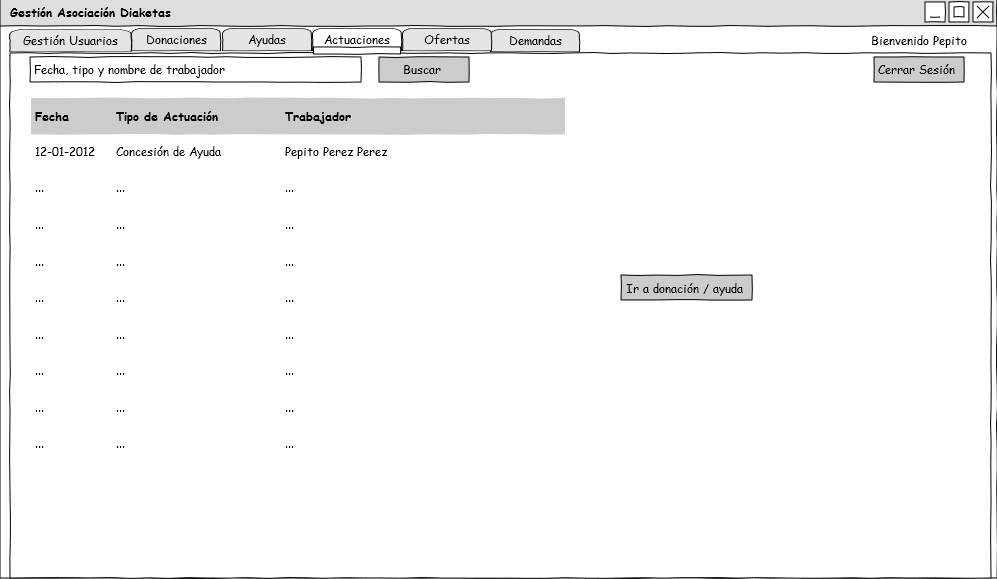 Gestión Asociación Diaketas
Gestión Usuarios Donaciones Ayudas Actuaciones Ofertas Demandas Bienvenido Pepito
Fecha, tipo y nombre de trabajador Buscar Cerrar Sesión
Fecha Tipo de Actuación Trabajador
12-01-2012 Concesión de Ayuda Pepito Perez Perez
... ... ...
... ... ...
... ... ...
Ir a donación / ayuda
... ... ...
... ... ...
... ... ...
... ... ...
... ... ...